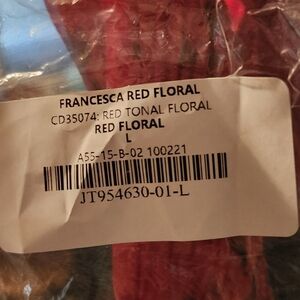 FRANCESCA RED FLORAL
CD35074: RED TONAL FLORAL
RED FLORAL
L
A55-15-B-02 100221
JT954630-01-L